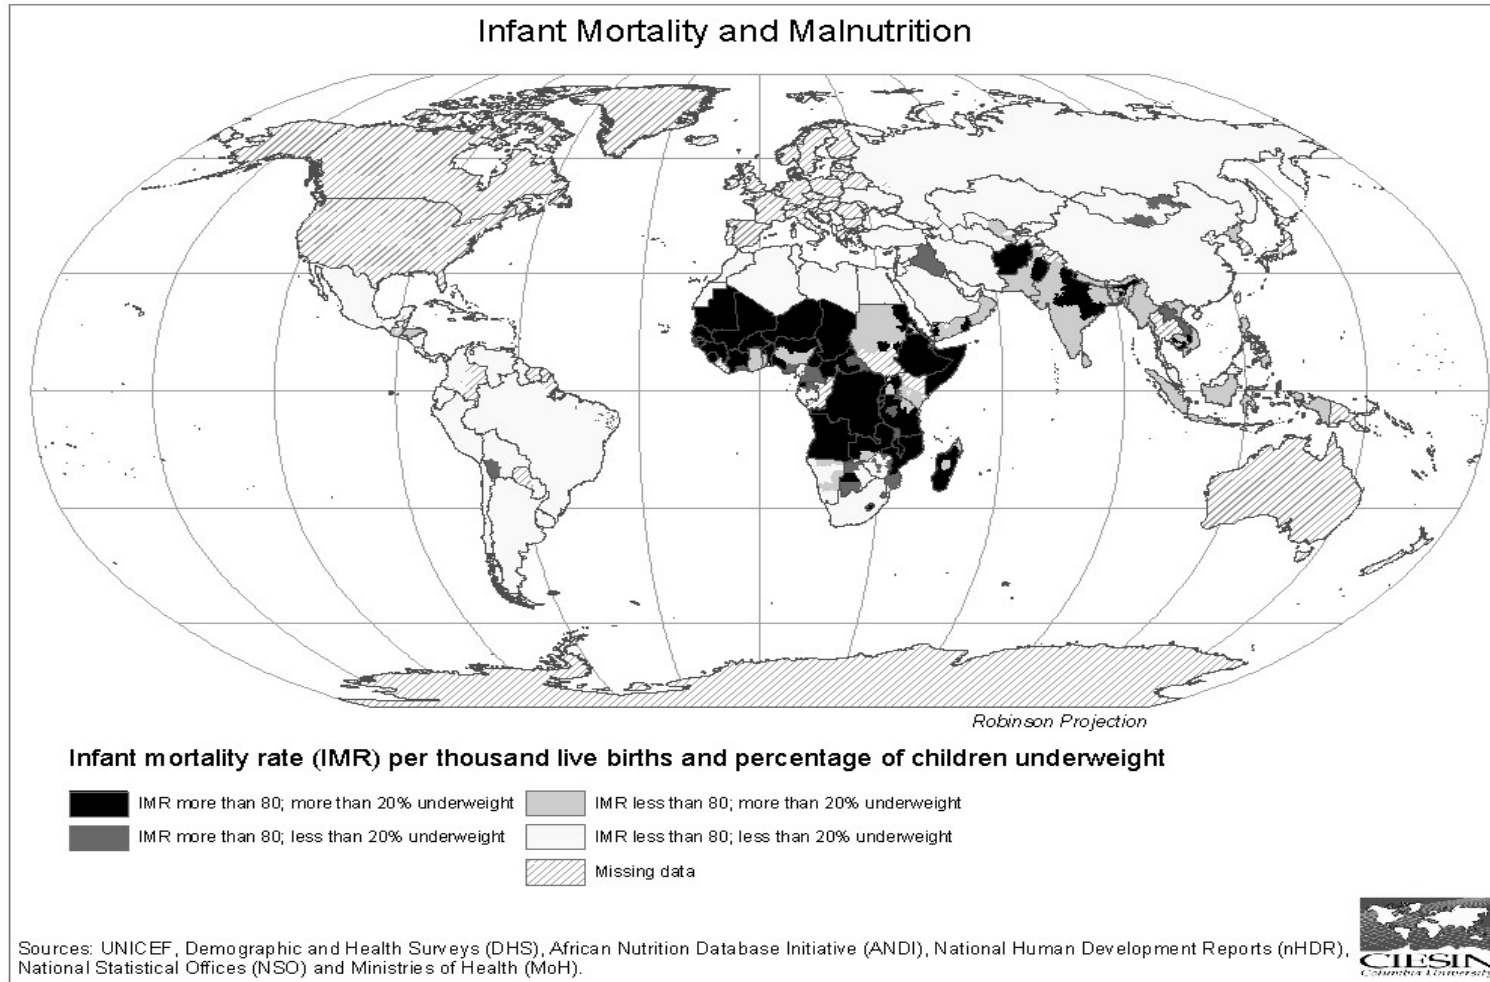 Infant Mortality and Malnutrition
Robinson Projection
Infant mortality rate (IMR) per thousand live births and percentage of children underweight
IMR more than 80; more than 20% underweight
IMR less than 80; more than 20% underweight
IMR more than 80; less than 20% underweight
IMR less than 80; less than 20% underweight
Missing data
Sources: UNICEF, Demographic and Health Surveys (DHS), African Nutrition Database Initiative (ANDI), National Human Development Reports (nHDR),
National Statistical Offices (NSO) and Ministries of Health (MoH).
CIESIN
Columbia University